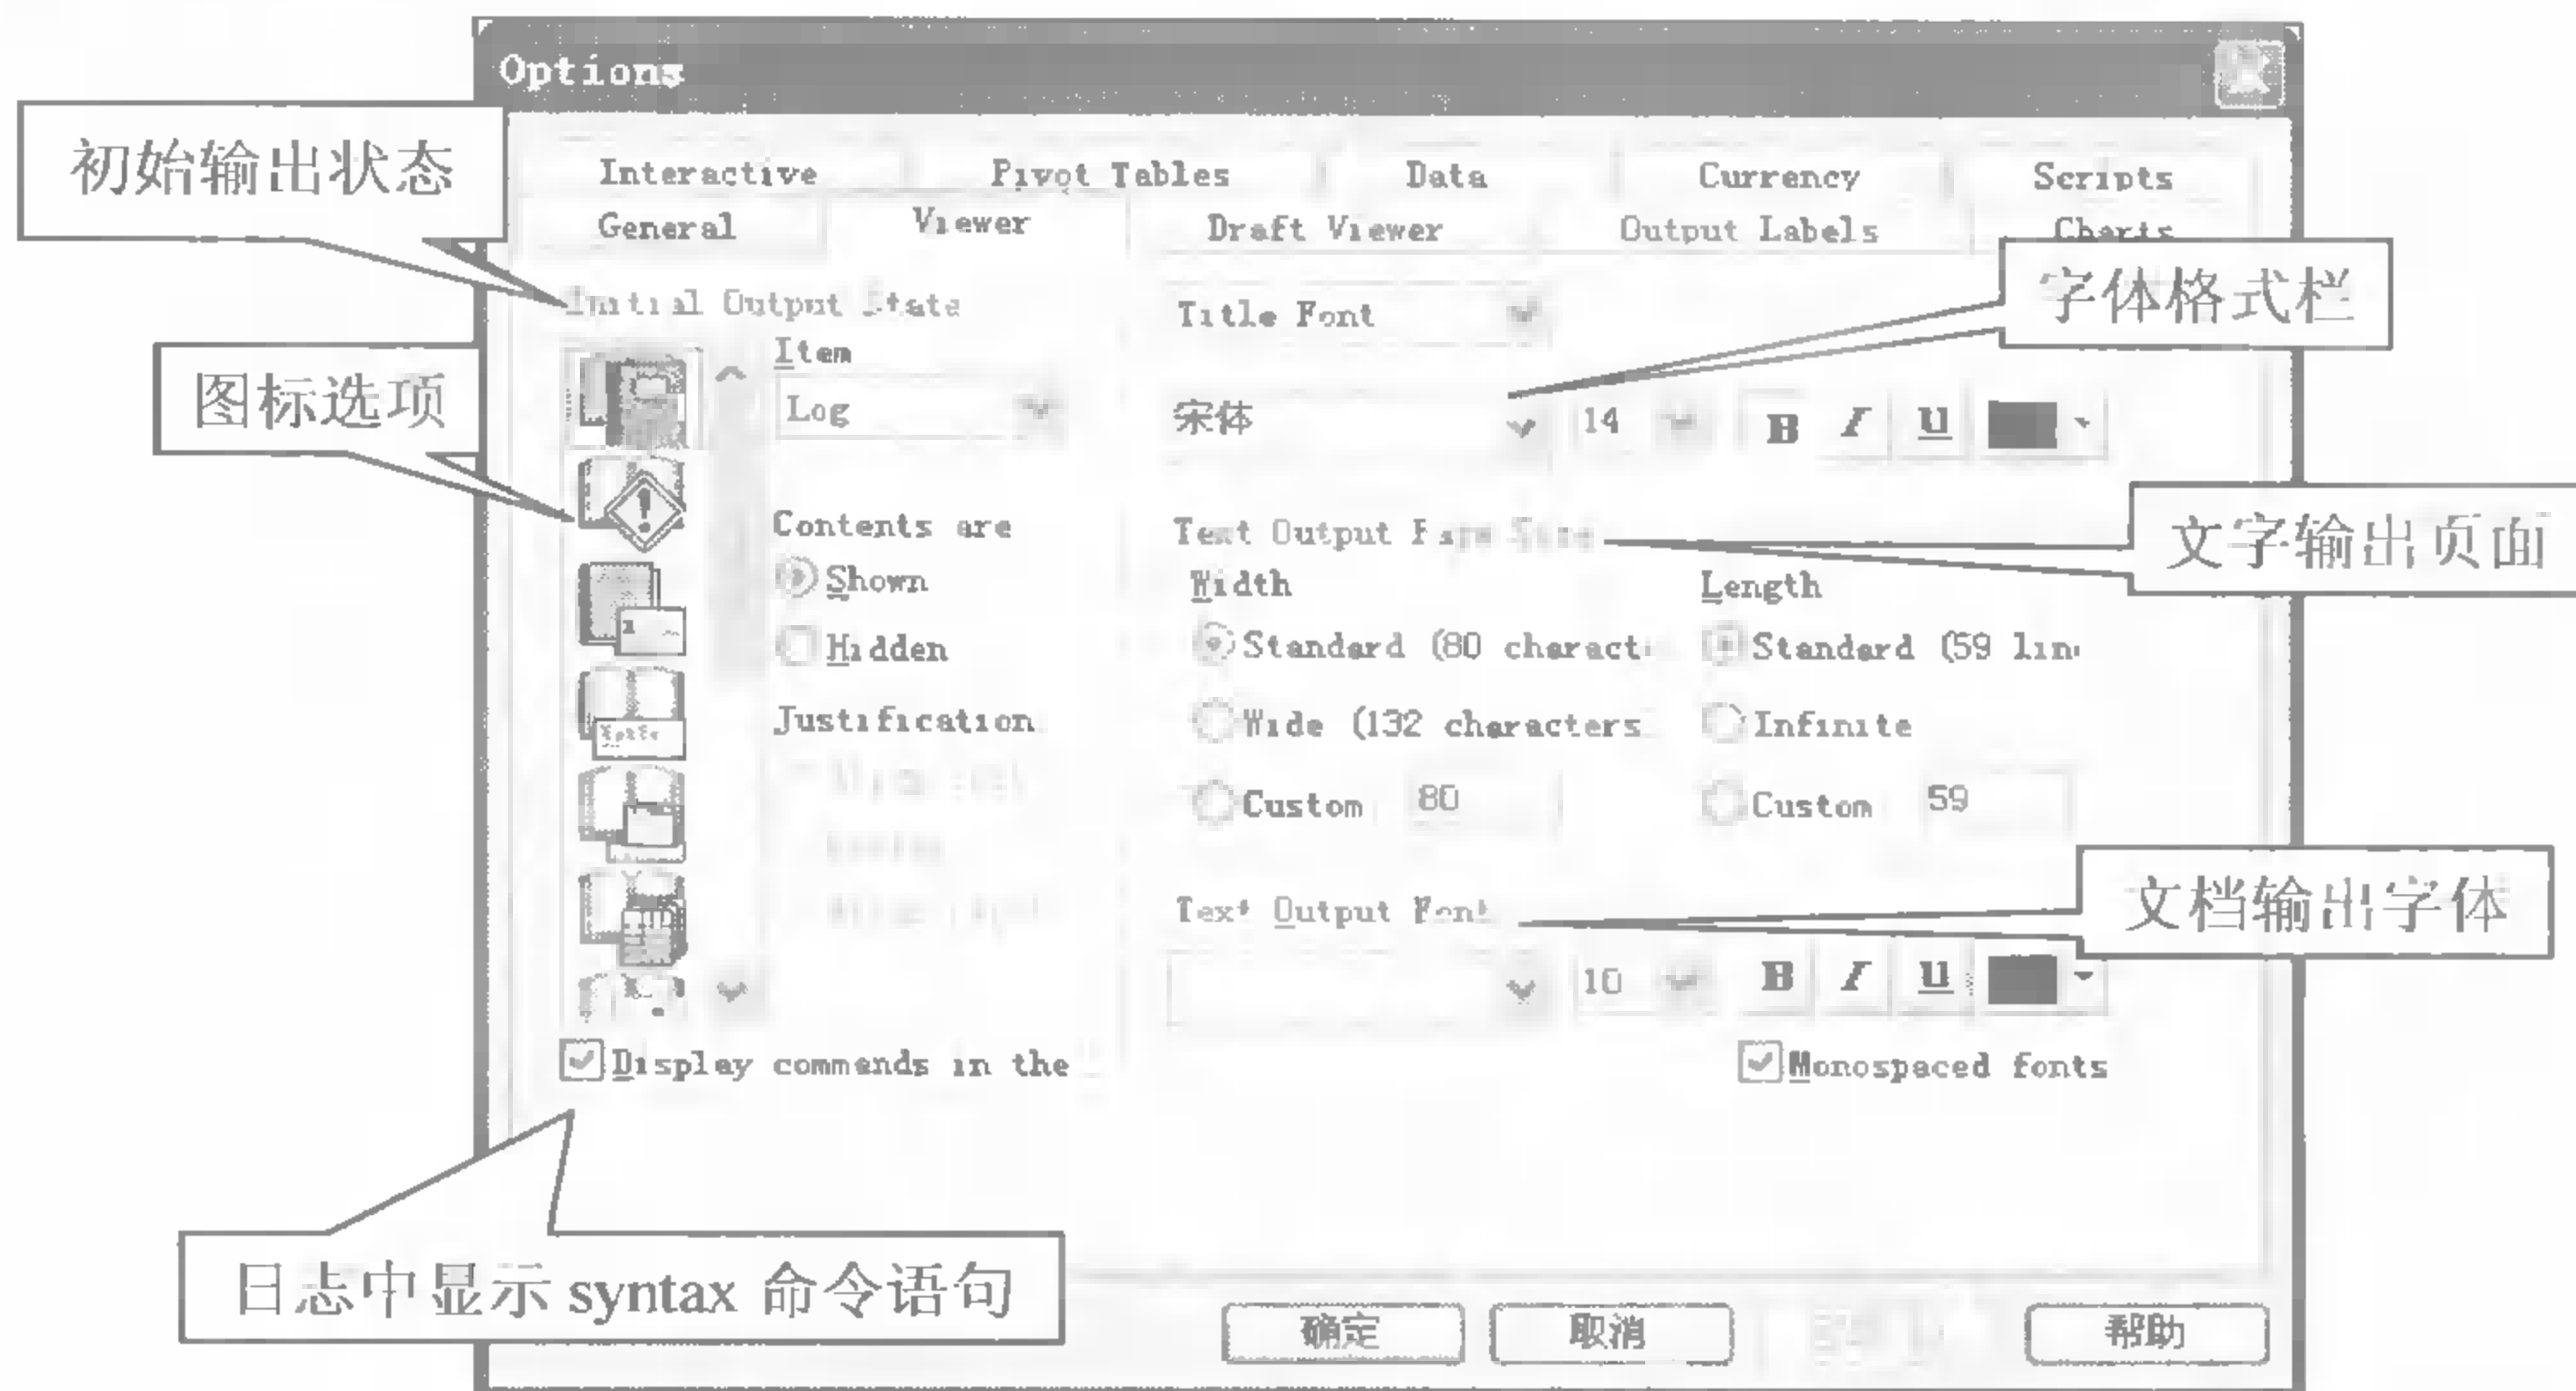 Options
初始输出状态
Interactive Pivot Tables Data Currency Scripts
General Viewer Draft Viewer Output Labels Charts
Initial Output State
Title Font
字体格式栏
图标选项
Item
Log
宋体 14 B I U
Contents are
Shown
Hidden
Text Output
文字输出页面
Width Length
Standard (80 charact Standard (59 lin
Wide (132 characters Infinite
Custom 80 Custom 59
Justification
Text Output Font
文档输出字体
10 B I U
Display commands in the
Monospaced fonts
日志中显示 syntax 命令语句
确定 取消 帮助